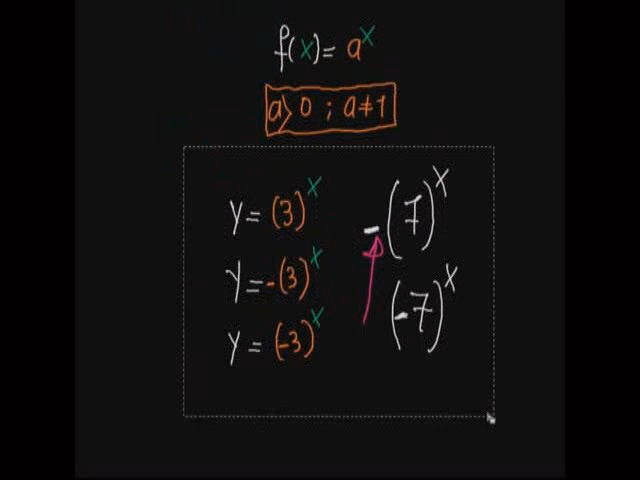 f(x) = a^x
a > 0 ; a ≠ 1
y = (3)^x
y = -(3)^x
y = (-3)^x
-(7)^x
(-7)^x